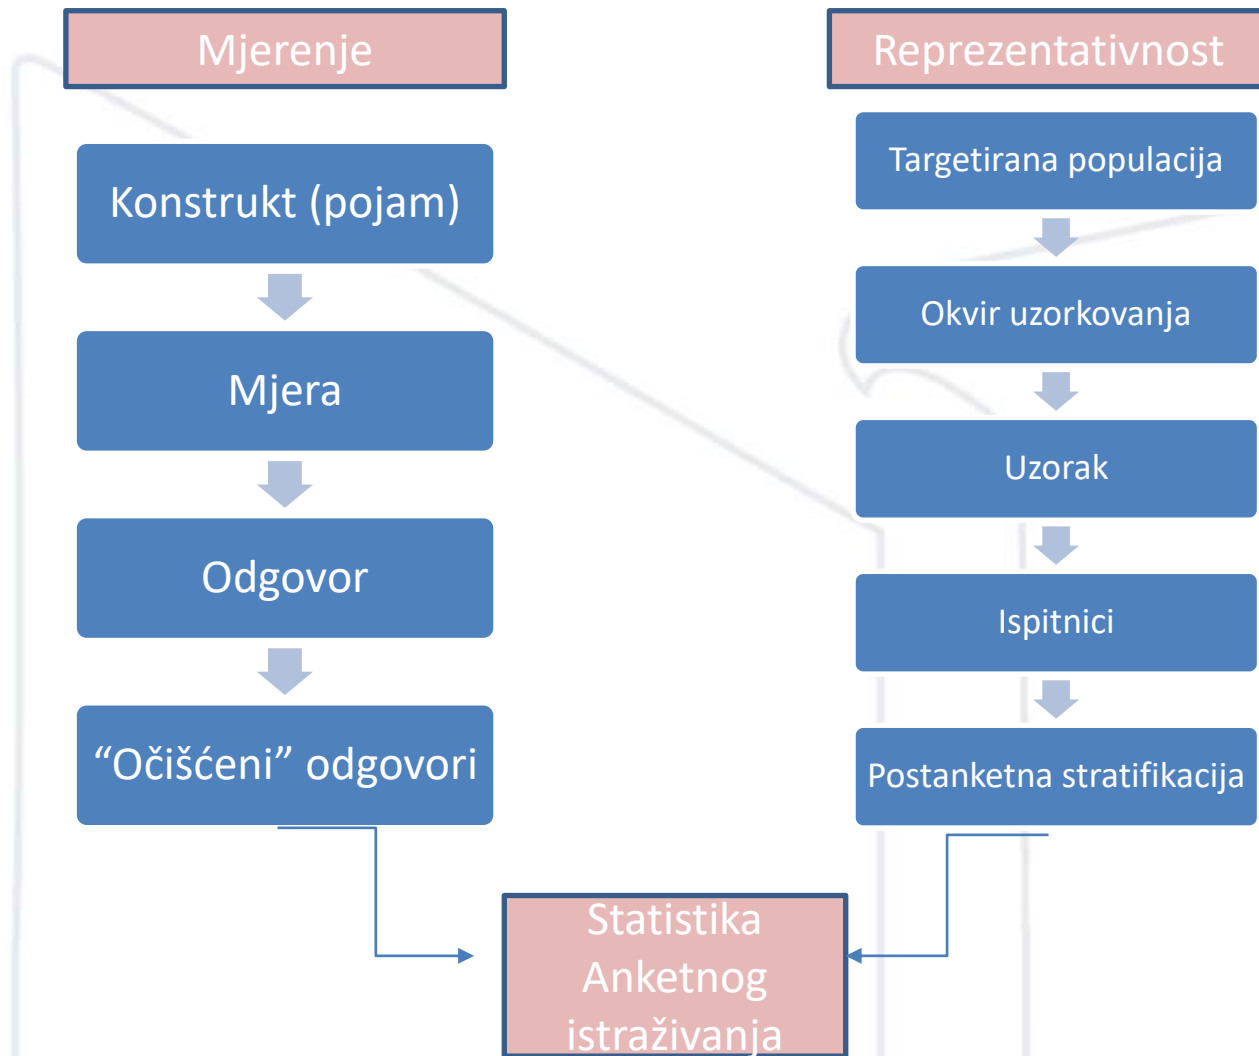 Mjerenje
Konstrukt (pojam)
Mjera
Odgovor
“Očišćeni” odgovori
Reprezentativnost
Targetirana populacija
Okvir uzorkovanja
Uzorak
Ispitnici
Postanketna stratifikacija
Statistika
Anketnog
istraživanja